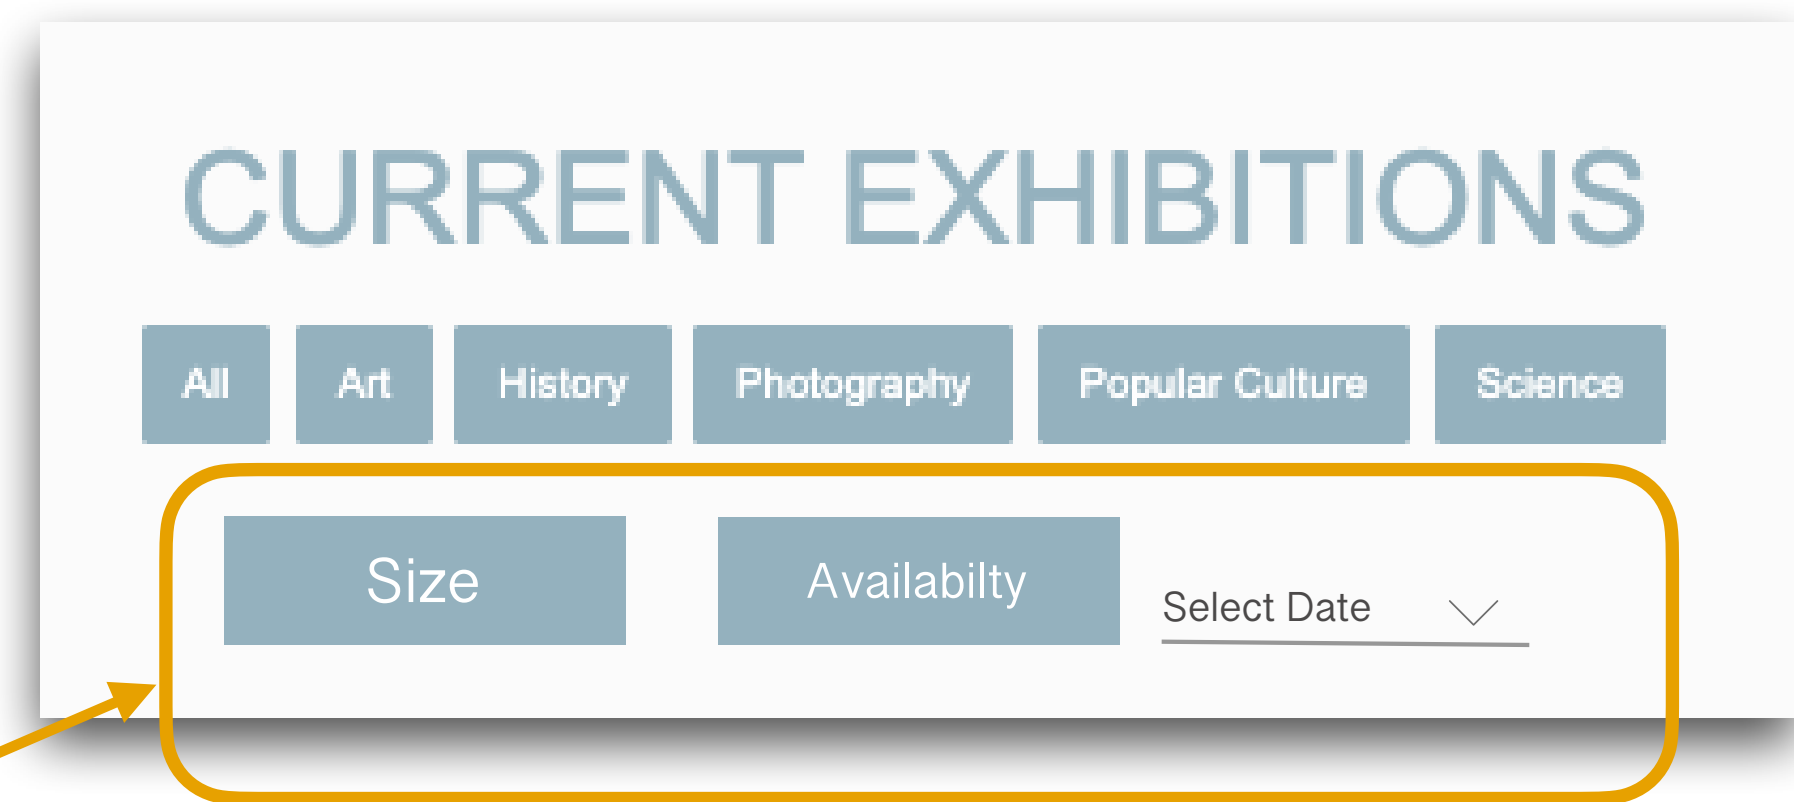 CURRENT EXHIBITIONS
All Art History Photography Popular Culture Science
Size Availabilty Select Date